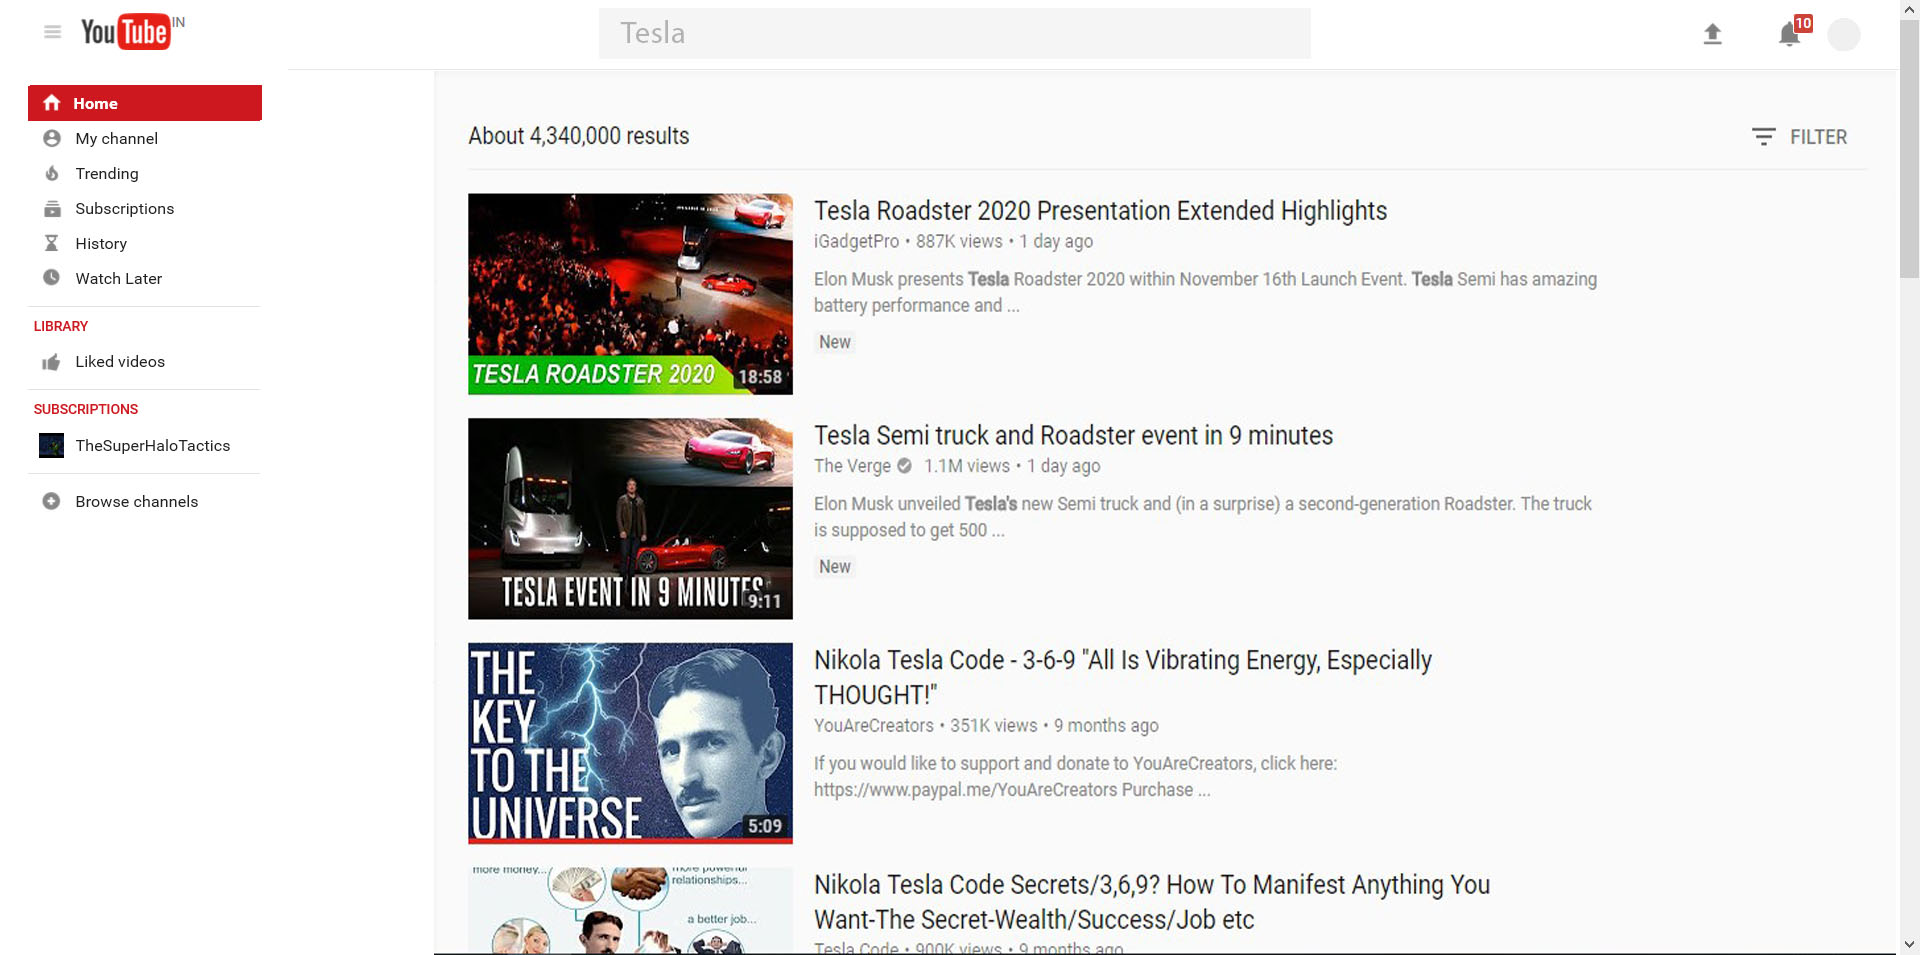 YouTube IN
Tesla
10
Home
My channel
Trending
Subscriptions
History
Watch Later
LIBRARY
Liked videos
SUBSCRIPTIONS
TheSuperHaloTactics
Browse channels
About 4,340,000 results
FILTER
TESLA ROADSTER 2020
18:58
Tesla Roadster 2020 Presentation Extended Highlights
iGadgetPro • 887K views • 1 day ago
Elon Musk presents Tesla Roadster 2020 within November 16th Launch Event. Tesla Semi has amazing
battery performance and ...
New
TESLA EVENT IN 9 MINUTES
9:11
Tesla Semi truck and Roadster event in 9 minutes
The Verge 1.1M views • 1 day ago
Elon Musk unveiled Tesla's new Semi truck and (in a surprise) a second-generation Roadster. The truck
is supposed to get 500 ...
New
THE
KEY
TO THE
UNIVERSE
5:09
Nikola Tesla Code - 3-6-9 "All Is Vibrating Energy, Especially
THOUGHT!"
YouAreCreators • 351K views • 9 months ago
If you would like to support and donate to YouAreCreators, click here:
https://www.paypal.me/YouAreCreators Purchase ...
more money...
more powerful
relationships...
a better job...
Nikola Tesla Code Secrets/3,6,9? How To Manifest Anything You
Want-The Secret-Wealth/Success/Job etc
Tesla Code • 900K views • 9 months ago